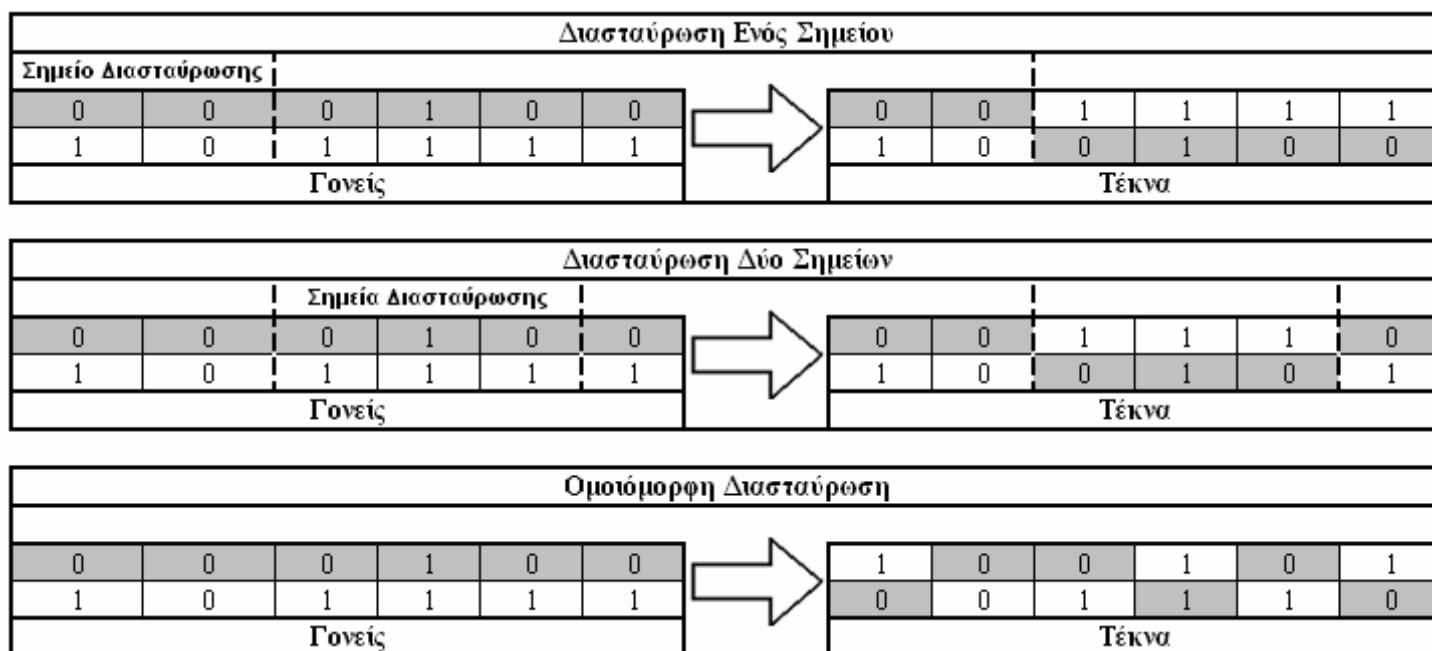 Διασταύρωση Ενός Σημείου
Σημείο Διασταύρωσης
0 0 0 1 0 0 0 0 1 1 1 1
1 0 1 1 1 1 1 0 0 1 0 0
Γονείς Τέκνα
Διασταύρωση Δύο Σημείων
Σημεία Διασταύρωσης
0 0 0 1 0 0 0 0 1 1 1 0
1 0 1 1 1 1 1 0 0 1 0 1
Γονείς Τέκνα
Ομοιόμορφη Διασταύρωση
0 0 0 1 0 0 1 0 0 1 0 1
1 0 1 1 1 1 0 0 1 1 1 0
Γονείς Τέκνα